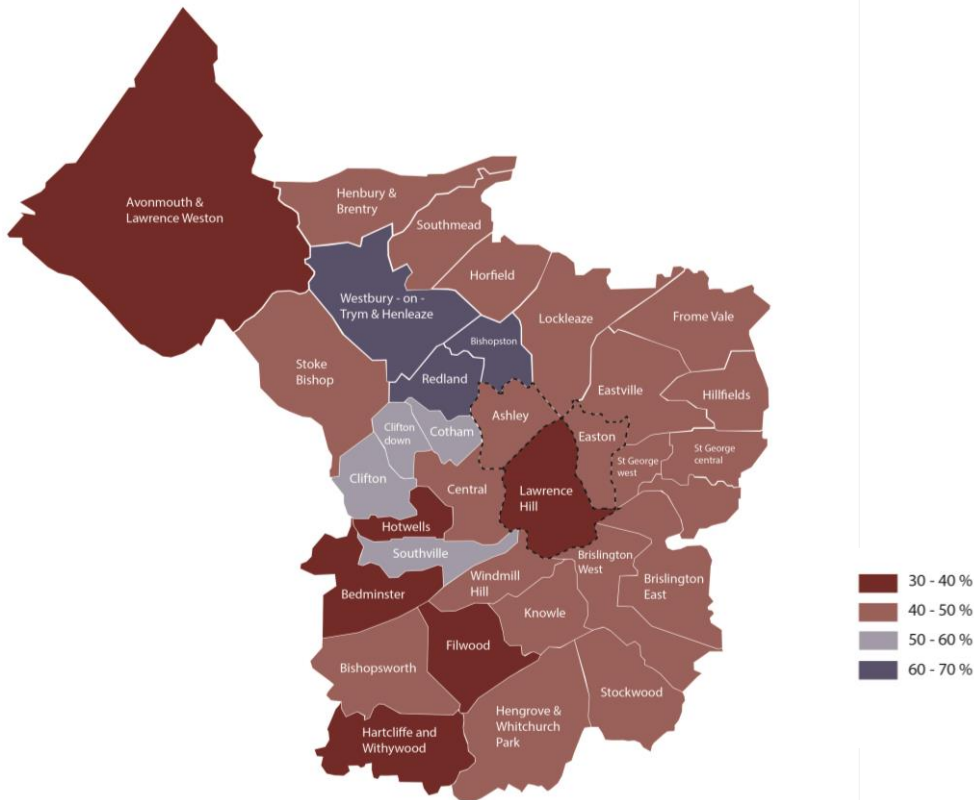 Avonmouth &
Lawrence Weston
Henbury &
Brentry
Southmead
Horfield
Westbury - on -
Trym & Henleaze
Bishopston
Lockleaze
Frome Vale
Stoke
Bishop
Redland
Eastville
Hillfields
Ashley
Clifton
down
Cotham
Easton
St George
west
St George
central
Clifton
Central
Lawrence
Hill
Hotwells
Southville
Windmill
Hill
Brislington
West
Brislington
East
Bedminster
Knowle
Filwood
Bishopsworth
Stockwood
Hengrove &
Whitchurch
Park
Hartcliffe and
Withywood
30 - 40 %
40 - 50 %
50 - 60 %
60 - 70 %